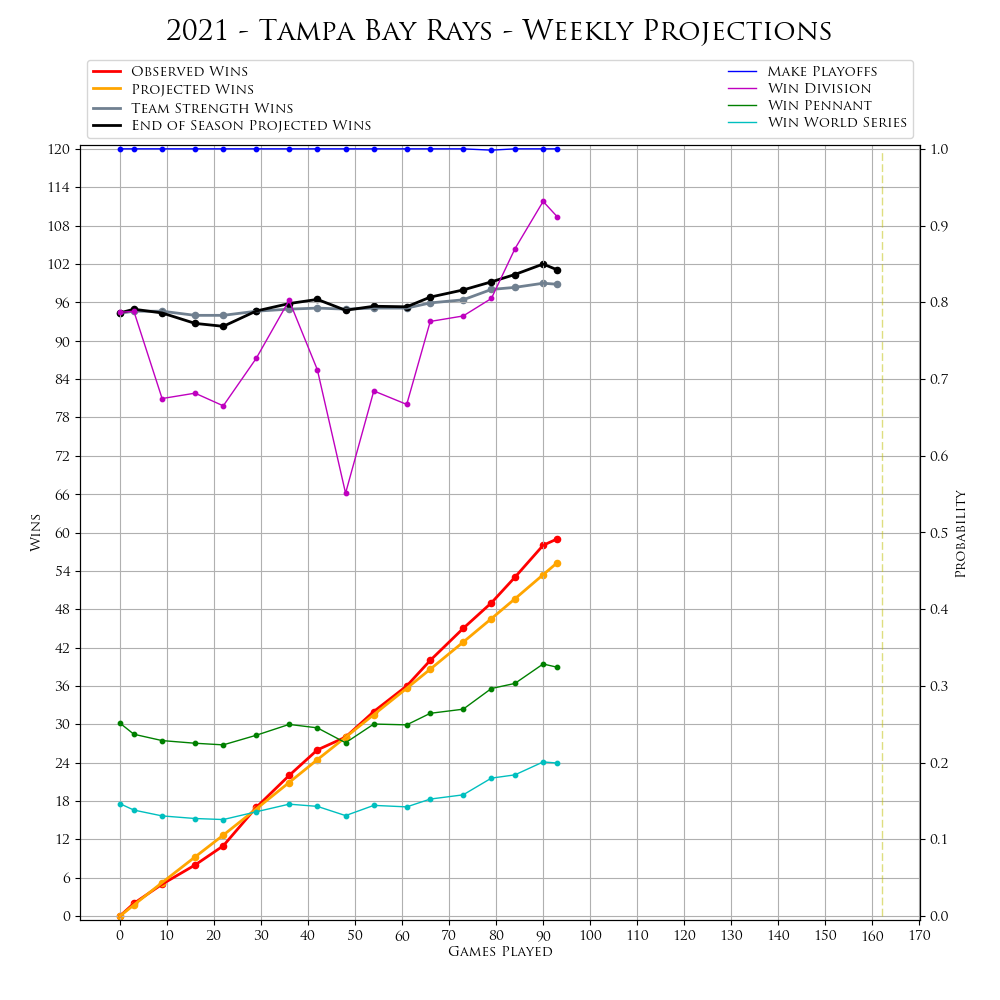 2021 - Tampa Bay Rays - Weekly Projections
Observed Wins
Projected Wins
Team Strength Wins
End of Season Projected Wins
Make Playoffs
Win Division
Win Pennant
Win World Series
120
114
108
102
96
90
84
78
72
66
60
54
48
42
36
30
24
18
12
6
0
Wins
1.0
0.9
0.8
0.7
0.6
0.5
0.4
0.3
0.2
0.1
0.0
Probability
0 10 20 30 40 50 60 70 80 90 100 110 120 130 140 150 160 170
Games Played